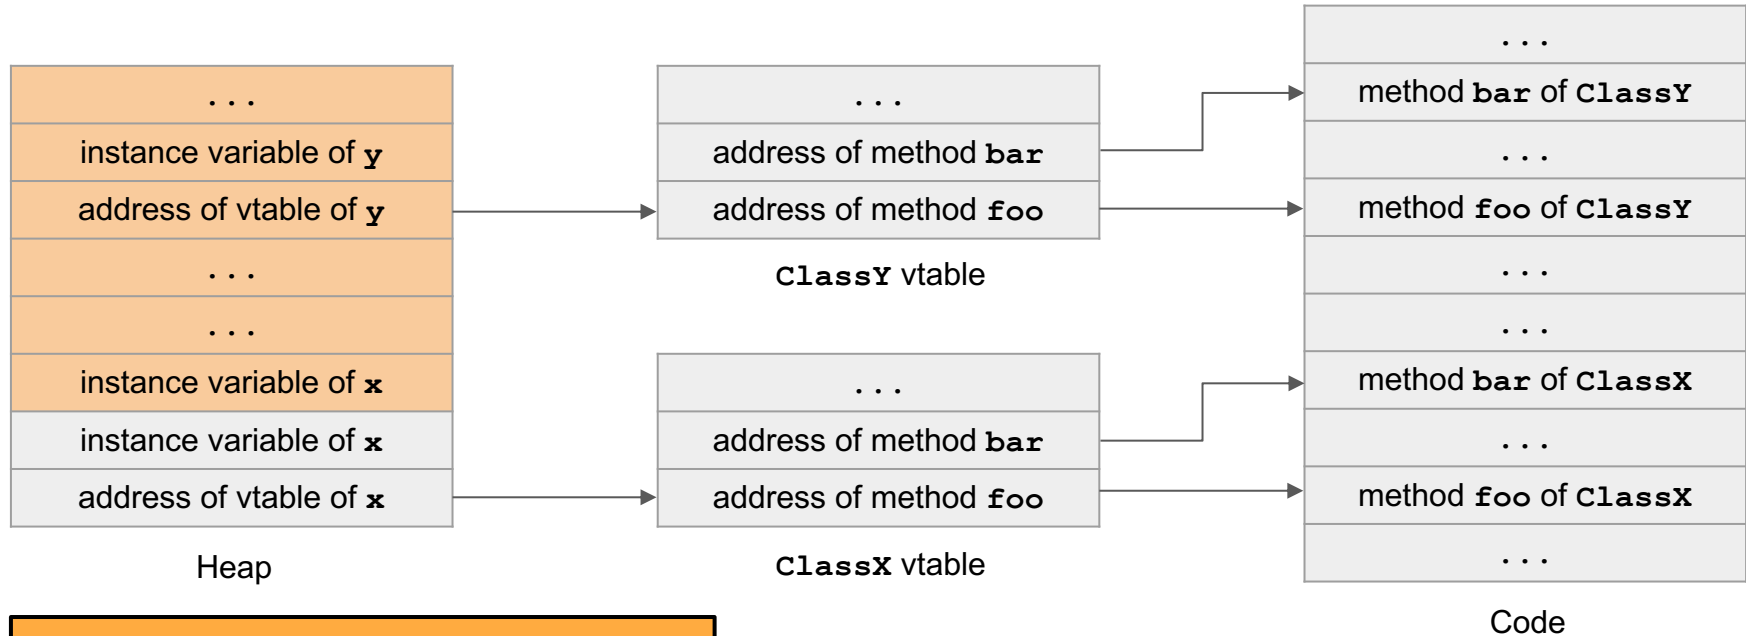 ...
instance variable of y
address of vtable of y
...
...
instance variable of x
instance variable of x
address of vtable of x
Heap
...
address of method bar
address of method foo
ClassY vtable
...
address of method bar
address of method foo
ClassX vtable
...
method bar of ClassY
...
method foo of ClassY
...
...
method bar of ClassX
...
method foo of ClassX
...
Code